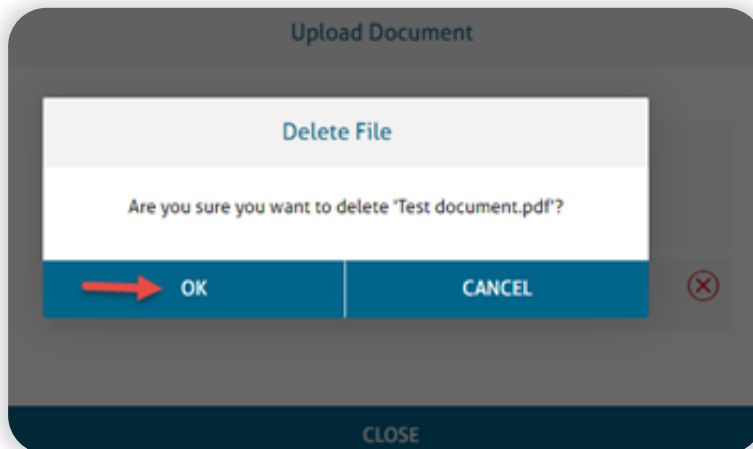 Upload Document
Delete File
Are you sure you want to delete 'Test document.pdf'?
OK CANCEL
CLOSE